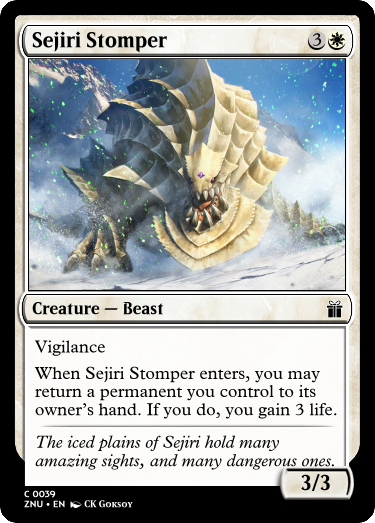 Sejiri Stomper 3
Creature — Beast
Vigilance
When Sejiri Stomper enters, you may
return a permanent you control to its
owner's hand. If you do, you gain 3 life.
The iced plains of Sejiri hold many
amazing sights, and many dangerous ones.
3/3
C 0039
ZNU • EN CK Goksoy